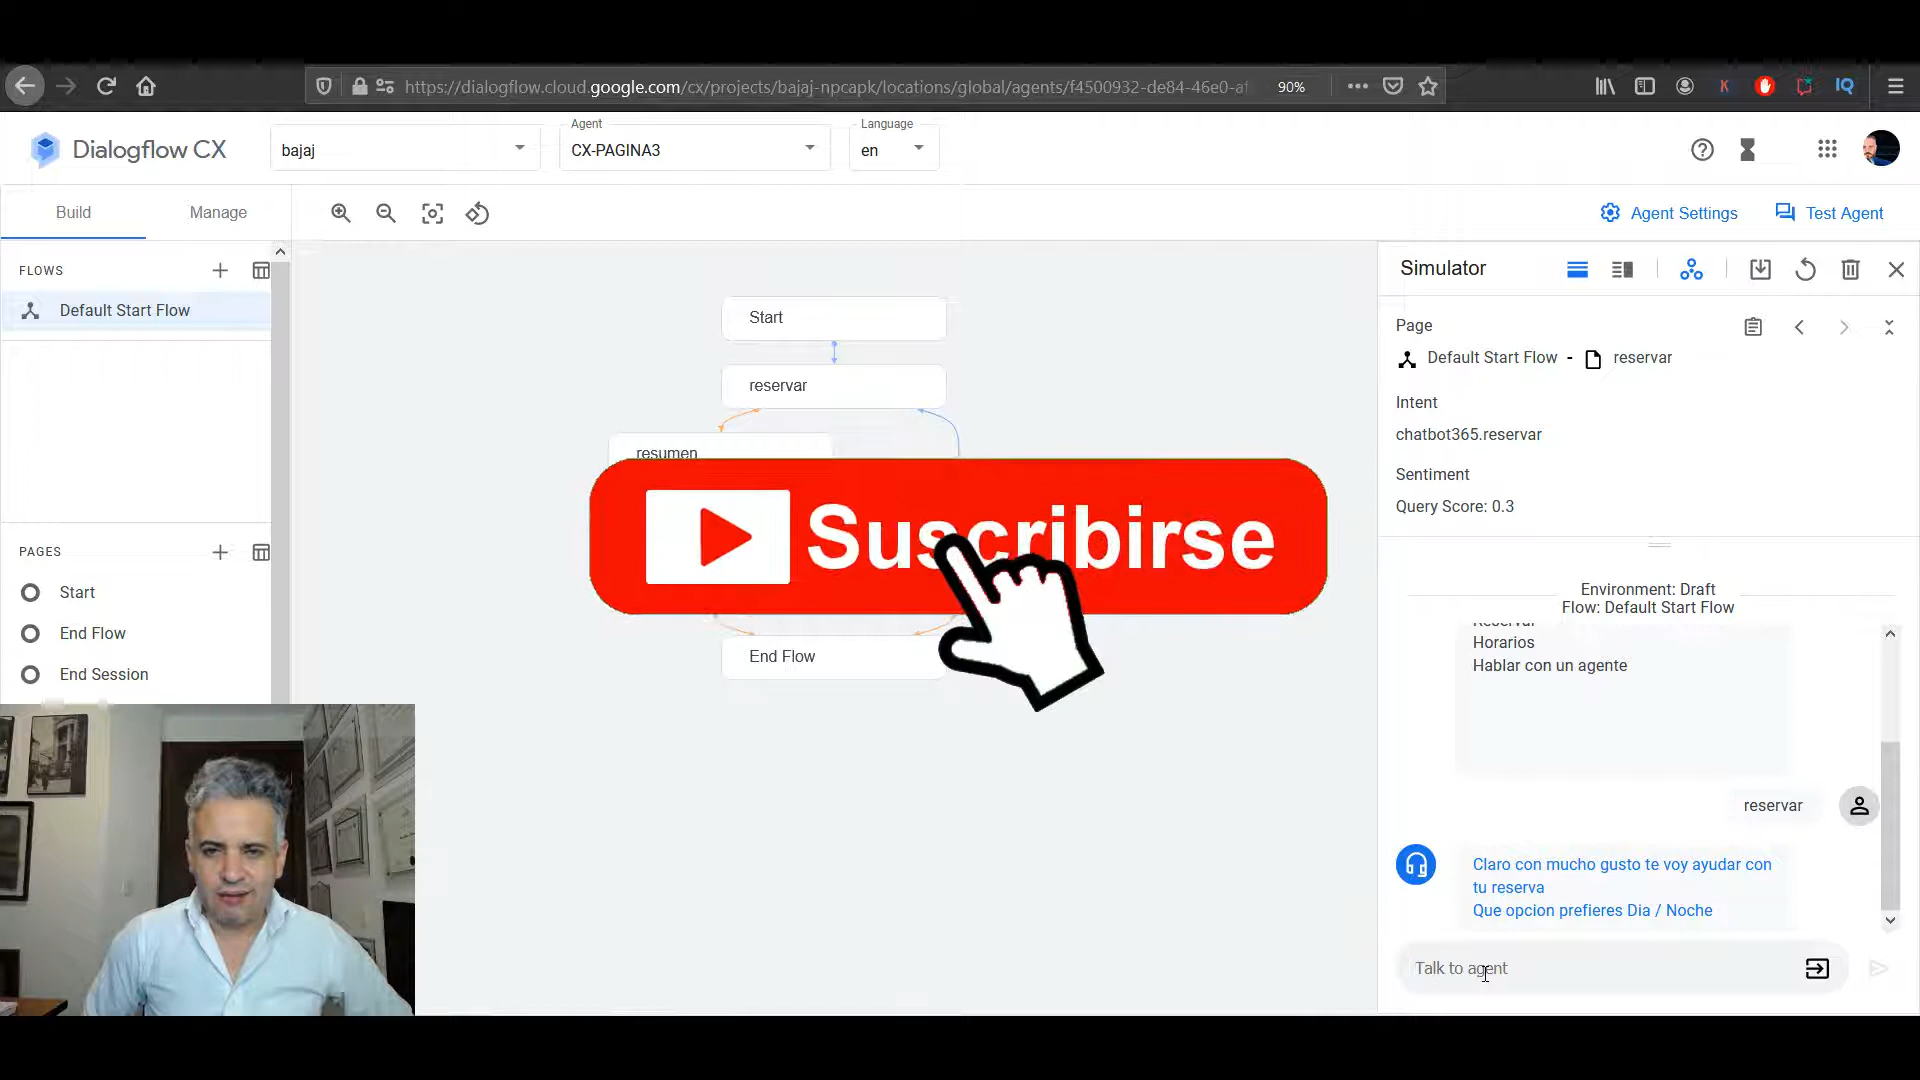 https://dialogflow.cloud.google.com/cx/projects/bajaj-npcapk/locations/global/agents/f4500932-de84-46e0-a
90%
K
IQ
Dialogflow CX
bajaj
Agent
CX-PAGINA3
Language
en
Build
Manage
Agent Settings
Test Agent
FLOWS
Default Start Flow
PAGES
Start
End Flow
End Session
Start
reservar
resumen
End Flow
Suscribirse
Simulator
Page
Default Start Flow - reservar
Intent
chatbot365.reservar
Sentiment
Query Score: 0.3
Environment: Draft
Flow: Default Start Flow
Reservar
Horarios
Hablar con un agente
reservar
Claro con mucho gusto te voy ayudar con
tu reserva
Que opcion prefieres Dia / Noche
Talk to agent